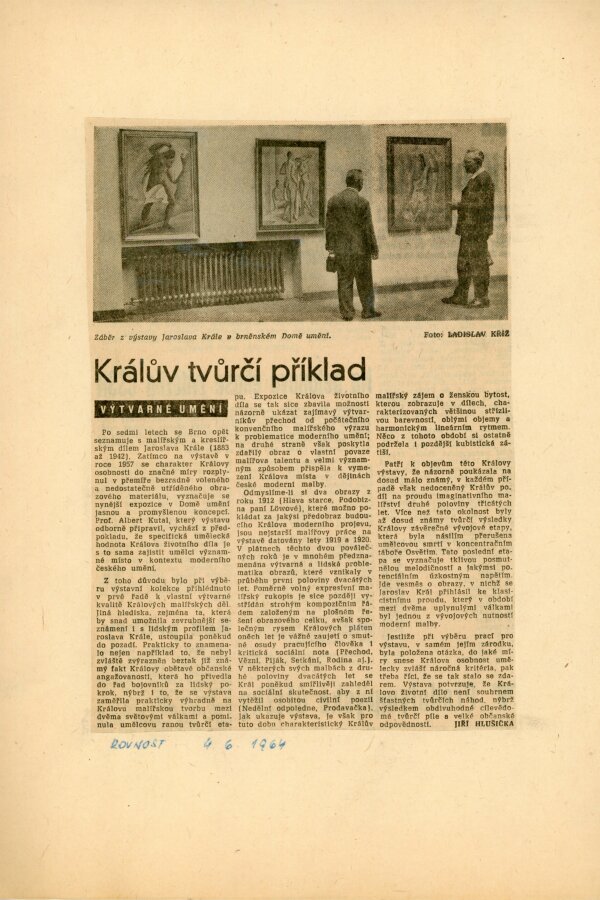 Záběr z výstavy Jaroslava Krále v brněnském Domě umění.
Foto: LADISLAV KŘÍŽ
Králův tvůrčí příklad
VÝTVARNÉ UMĚNÍ
Po sedmi letech se Brno opět
seznamuje s malířským a kreslíř-
ským dílem Jaroslava Krále (1883
až 1942). Zatímco na výstavě v
roce 1957 se charakter Královy
osobnosti do značné míry rozply-
nul v přemíře bezradně voleného
a nedostatečně utříděného obra-
zového materiálu, vyznačuje se
nynější expozice v Domě umění
jasnou a promyšlenou koncepcí.
Prof. Albert Kutal, který výstavu
odborně připravil, vychází z před-
pokladu, že specifická umělecká
hodnota Králova životního díla je
s to sama zajistit umělci význam-
né místo v kontextu moderního
českého umění.
Z toho důvodu bylo při výbě-
ru výstavní kolekce přihlédnuto
v prvé řadě k vlastní výtvarné
kvalitě Králových malířských děl.
Jiná hlediska, zejména ta, která
by snad umožnila zevrubnější se-
známení i s lidským profilem Ja-
roslava Krále, ustoupila poněkud
do pozadí. Prakticky to znamena-
lo nejen například to, že nebyl
zvláště zvýrazněn beztak již zná-
mý fakt Královy obětavé občanské
angažovanosti, která ho přivedla
do řad bojovníků za lidský po-
krok, nýbrž i to, že se výstava
zaměřila prakticky výhradně na
Královu malířskou tvorbu mezi
dvěma světovými válkami a pomi-
nula umělcovu ranou tvůrčí eta-
pu. Expozice Králova životního
díla se tak sice zbavila možnosti
názorně ukázat zajímavý výtvar-
níkův přechod od počátečního
konvenčního malířského výrazu
k problematice moderního umění;
na druhé straně však poskytla
zdařilý obraz o vlastní povaze
malířova talentu a velmi význam-
ným způsobem přispěla k vyme-
zení Králova místa v dějinách
české moderní malby.
Odmyslíme-li si dva obrazy z
roku 1912 (Hlava starce, Podobiz-
na paní Löwové), které možno po-
kládat za jakýsi předobraz budou-
cího Králova moderního projevu,
jsou nejstarší malířovy práce na
výstavě datovány lety 1919 a 1920.
V plátnech těchto dvou pováleč-
ných roků je v mnohém předzna-
menána výtvarná a lidská proble-
matika obrazů, které vznikaly v
průběhu první poloviny dvacátých
let. Poměrně volný expresivní ma-
lířský rukopis je sice později vy-
střídán strohým kompozičním řá-
dem založeným na plošném ře-
šení obrazového celku, avšak spo-
lečným rysem Králových pláten
oněch let je vážné zaujetí o smut-
né osudy pracujícího člověka i
kritická sociální nota (Přechod,
Vězni, Piják, Setkání, Rodina aj.).
V některých svých malbách z dru-
hé poloviny dvacátých let se
Král poněkud smířlivěji zahleděl
na sociální skutečnost, aby z ní
vytěžil osobitou civilní poezii
(Nedělní odpoledne, Prodavačka).
Jak ukazuje výstava, je však pro
tuto dobu charakteristický Králův
malířský zájem o ženskou bytost,
kterou zobrazuje v dílech, cha-
rakterizovaných většinou střízli-
vou barevností, oblými objemy a
harmonickým lineárním rytmem.
Něco z tohoto období si ostatně
podržela i pozdější kubistická zá-
tiší.
Patří k objevům této Královy
výstavy, že názorně poukázala na
dosud málo známý, v každém pří-
padě však nedoceněný Králův po-
díl na proudu imaginativního ma-
lířství druhé poloviny třicátých
let. Více než tato okolnost byly
až dosud známy tvůrčí výsledky
Královy závěrečné vývojové etapy,
která byla násilím přerušena
umělcovou smrtí v koncentračním
táboře Osvětim. Tato poslední eta-
pa se vyznačuje tklivou posmut-
nělou melodičností a jakýmsi po-
tenciálním úzkostným napětím.
Jde vesměs o obrazy, v nichž se
Jaroslav Král přihlásil ke klasi-
cistnímu proudu, který v období
mezi dvěma uplynulými válkami
byl jednou z vývojových nutností
moderní malby.
Jestliže při výběru prací pro
výstavu, v samém jejím zárodku,
byla položena otázka, do jaké mí-
ry snese Králova osobnost umě-
lecky zvlášť náročná kritéria, pak
třeba říci, že se tak stalo se zda-
rem. Výstava potvrzuje, že Krá-
lovo životní dílo není souhrnem
šťastných tvůrčích náhod, nýbrž
výsledkem obdivuhodné cílevědo-
mé tvůrčí píle a velké občanské
odpovědnosti. JIŘÍ HLUŠIČKA
ROVNOST 4 6. 1964